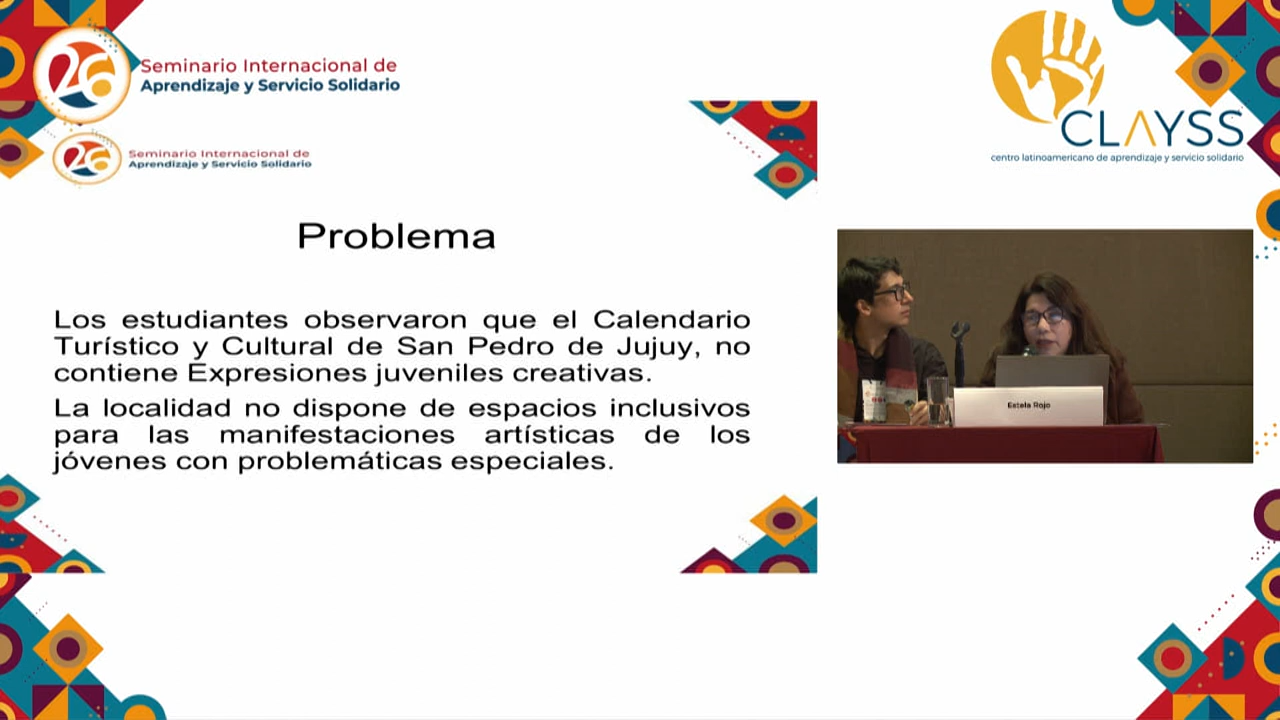 26
Seminario Internacional de
Aprendizaje y Servicio Solidario
26
Seminario Internacional de
Aprendizaje y Servicio Solidario
CLAYSS
centro latinoamericano de aprendizaje y servicio solidario
Problema
Los estudiantes observaron que el Calendario
Turístico y Cultural de San Pedro de Jujuy, no
contiene Expresiones juveniles creativas.
La localidad no dispone de espacios inclusivos
para las manifestaciones artísticas de los
jóvenes con problemáticas especiales.
Estela Rojo